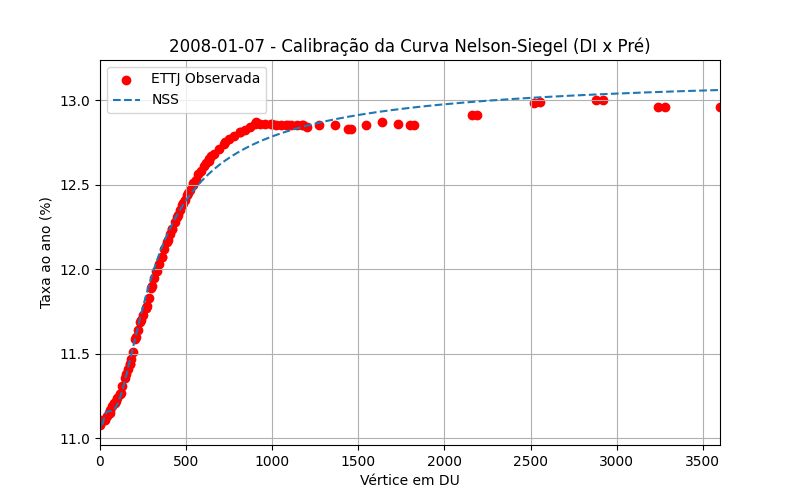 2008-01-07 - Calibração da Curva Nelson-Siegel (DI x Pré)
ETTJ Observada
NSS
13.0
12.5
12.0
11.5
11.0
Taxa ao ano (%)
0 500 1000 1500 2000 2500 3000 3500
Vértice em DU